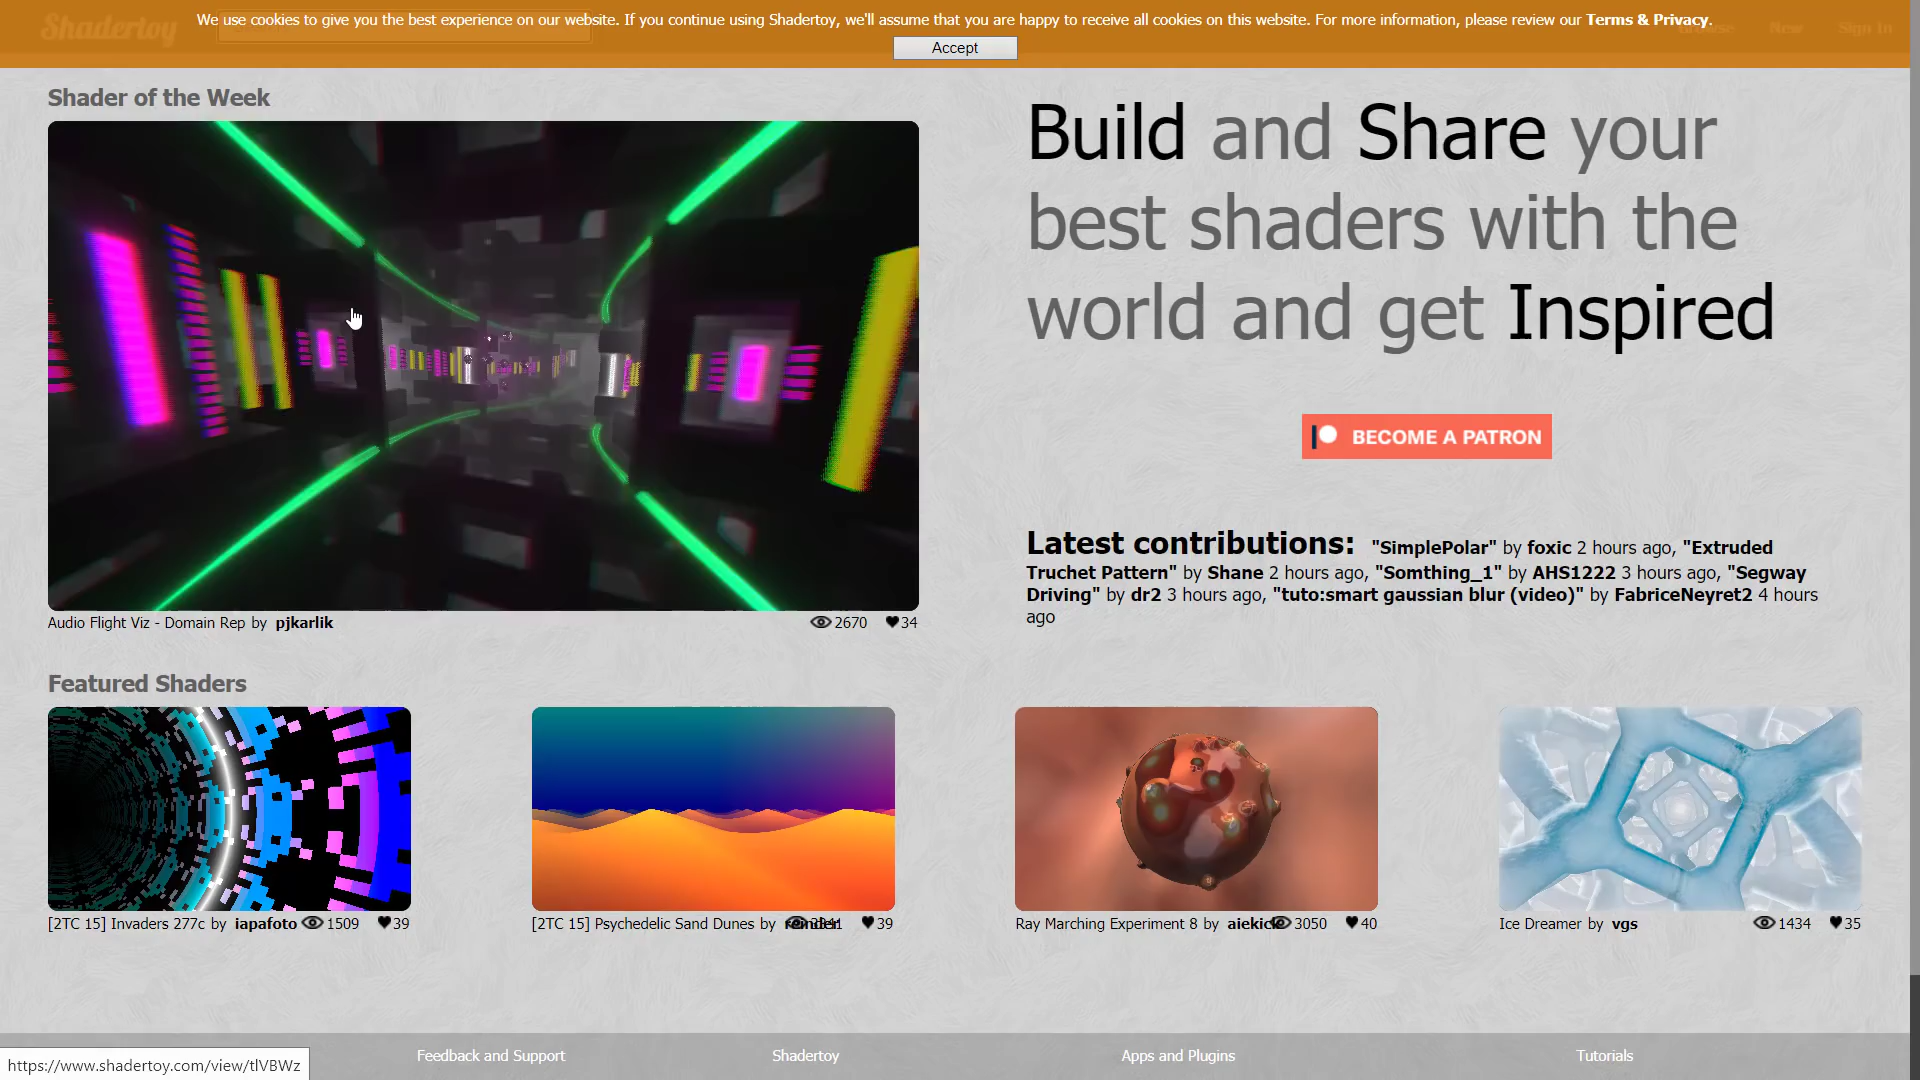 We use cookies to give you the best experience on our website. If you continue using Shadertoy, we'll assume that you are happy to receive all cookies on this website. For more information, please review our Terms & Privacy.
Shadertoy
Browse New Sign In
Accept
Shader of the Week
Build and Share your
best shaders with the
world and get Inspired
BECOME A PATRON
Latest contributions: "SimplePolar" by foxic 2 hours ago, "Extruded
Truchet Pattern" by Shane 2 hours ago, "Somthing_1" by AHS1222 3 hours ago, "Segway
Driving" by dr2 3 hours ago, "tuto:smart gaussian blur (video)" by FabriceNeyret2 4 hours
ago
Audio Flight Viz - Domain Rep by pjkarlik 2670 34
Featured Shaders
[2TC 15] Invaders 277c by iapafoto 1509 39
[2TC 15] Psychedelic Sand Dunes by 39
Ray Marching Experiment 8 by aiekick 3050 40
Ice Dreamer by vgs 1434 35
Feedback and Support Shadertoy Apps and Plugins Tutorials
https://www.shadertoy.com/view/tlVBWz